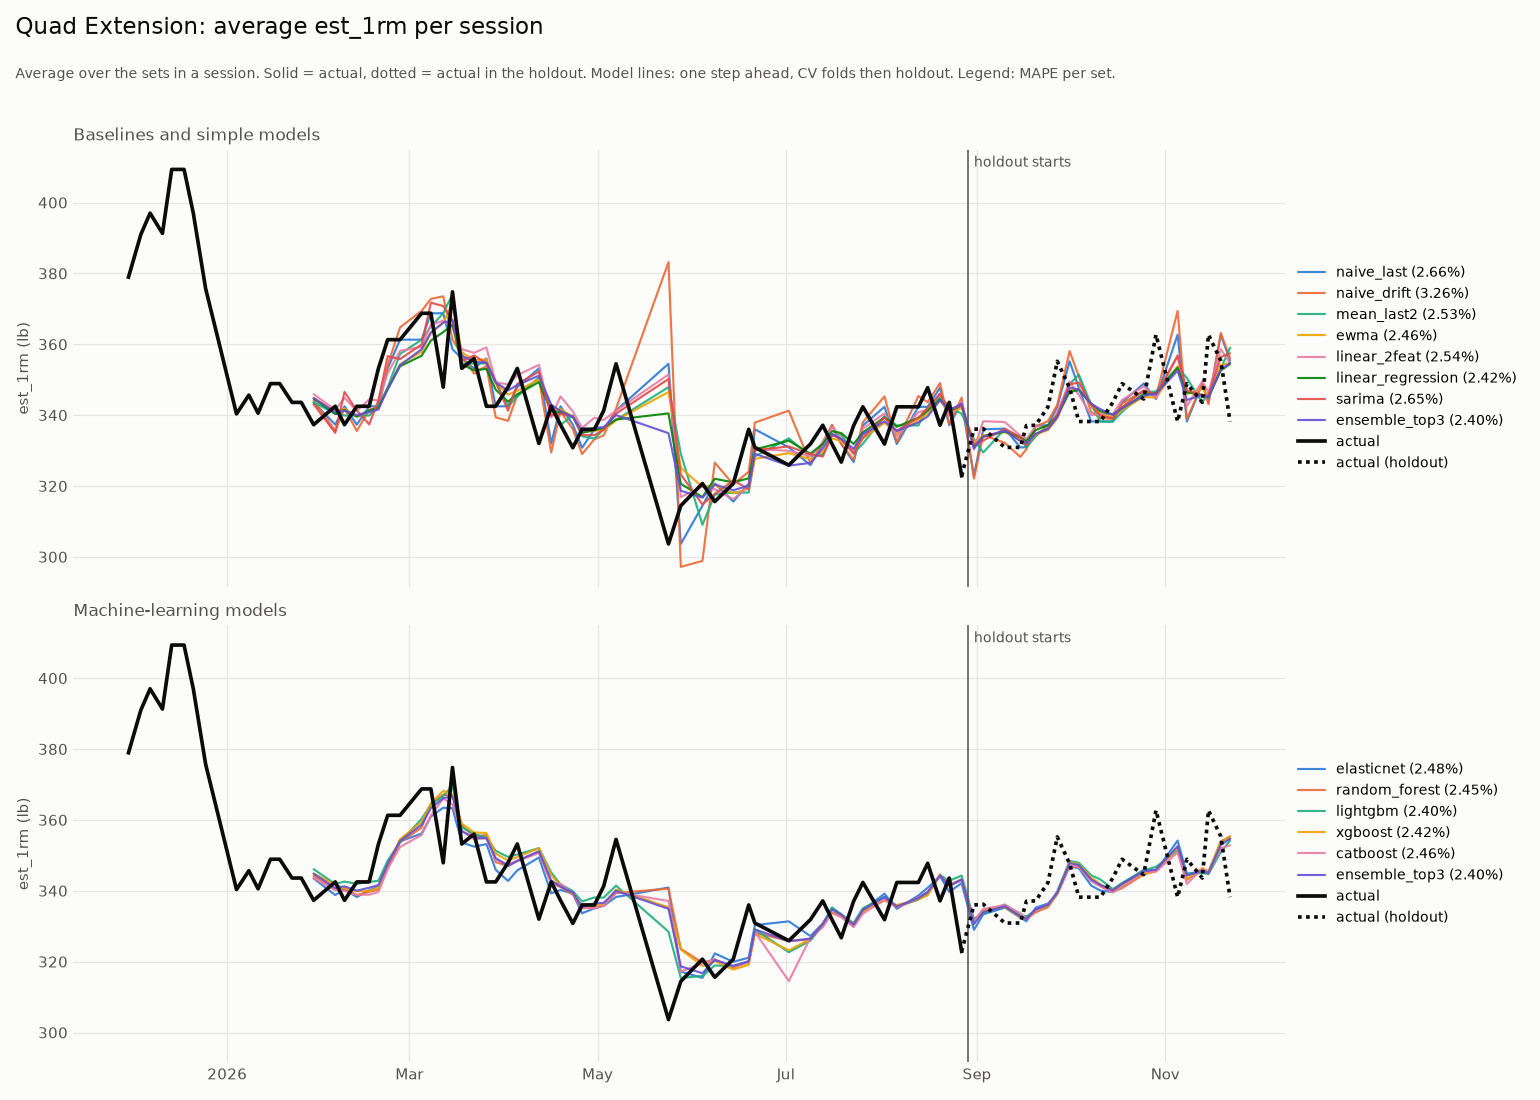 Quad Extension: average est_1rm per session
Average over the sets in a session. Solid = actual, dotted = actual in the holdout. Model lines: one step ahead, CV folds then holdout. Legend: MAPE per set.
Baselines and simple models
holdout starts
400
380
360
340
320
300
est_1rm (lb)
naive_last (2.66%)
naive_drift (3.26%)
mean_last2 (2.53%)
ewma (2.46%)
linear_2feat (2.54%)
linear_regression (2.42%)
sarima (2.65%)
ensemble_top3 (2.40%)
actual
actual (holdout)
Machine-learning models
holdout starts
400
380
360
340
320
300
est_1rm (lb)
elasticnet (2.48%)
random_forest (2.45%)
lightgbm (2.40%)
xgboost (2.42%)
catboost (2.46%)
ensemble_top3 (2.40%)
actual
actual (holdout)
2026 Mar May Jul Sep Nov